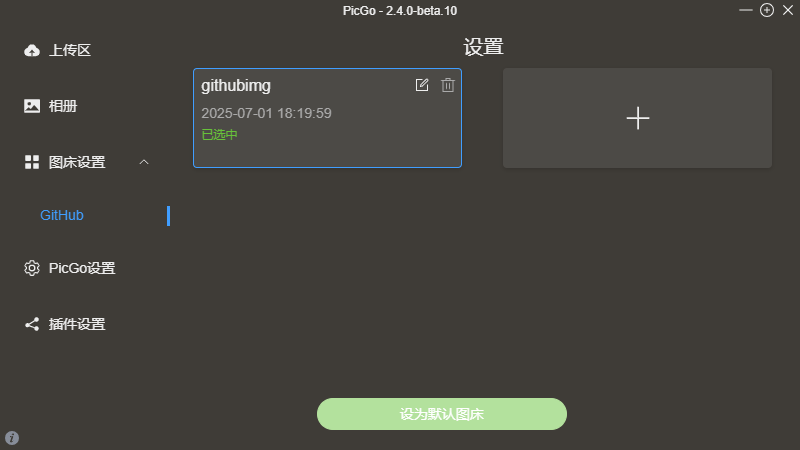 PicGo - 2.4.0-beta.10
上传区
相册
图床设置
GitHub
PicGo设置
插件设置
设置
githubimg
2025-07-01 18:19:59
已选中
设为默认图床